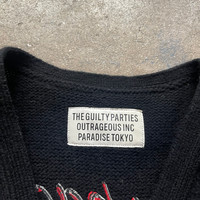 THE GUILTY PARTIES
OUTRAGEOUS INC
PARADISE TOKYO